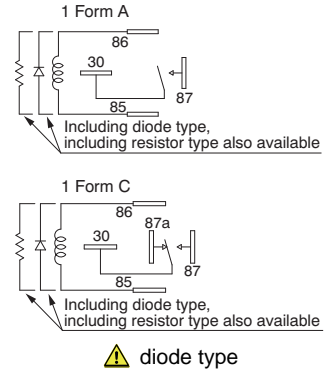 1 Form A
86
30
87
85
Including diode type,
including resistor type also available
1 Form C
86
87a
30
87
85
Including diode type,
including resistor type also available
diode type